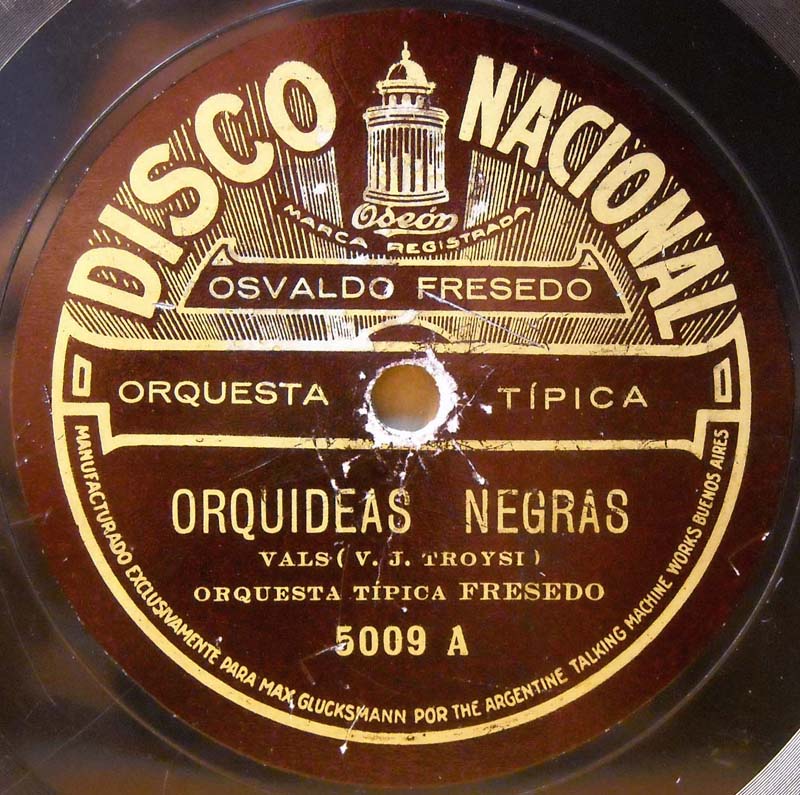 DISCO NACIONAL
Odeón
MARCA REGISTRADA
OSVALDO FRESEDO
ORQUESTA TÍPICA
ORQUIDEAS NEGRAS
VALS (V. J. TROYSI)
ORQUESTA TÍPICA FRESEDO
5009 A
MANUFACTURADO EXCLUSIVAMENTE PARA MAX GLUCKSMANN POR THE ARGENTINE TALKING MACHINE WORKS BUENOS AIRES